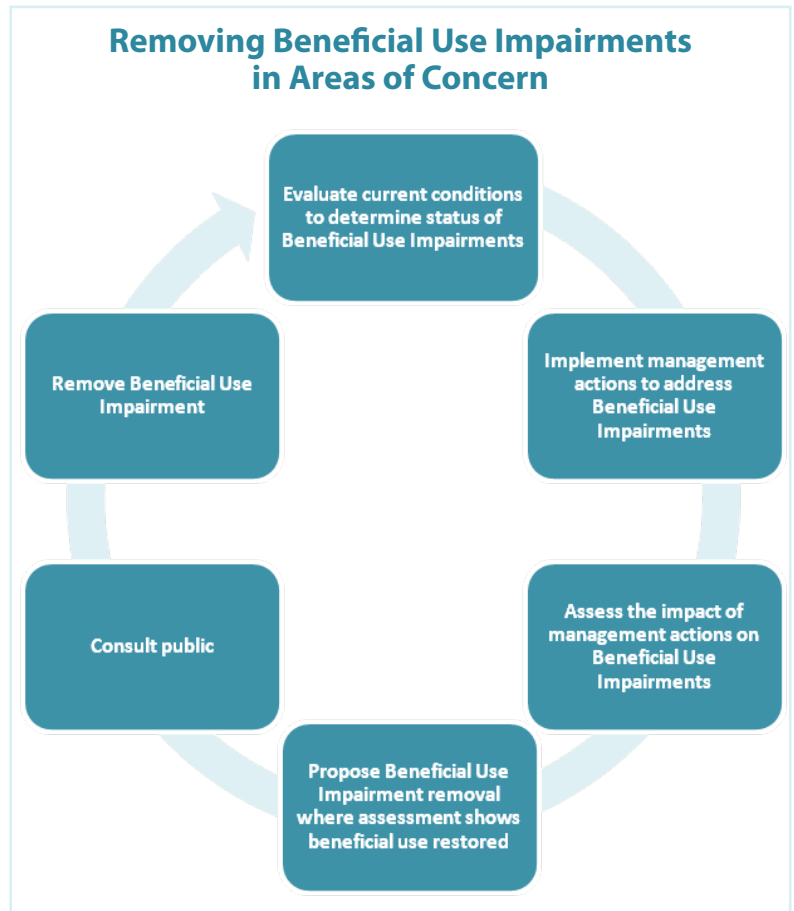 Removing Beneficial Use Impairments
in Areas of Concern
Evaluate current conditions
to determine status of
Beneficial Use Impairments
Implement management
actions to address
Beneficial Use
Impairments
Assess the impact of
management actions on
Beneficial Use
Impairments
Propose Beneficial Use
Impairment removal
where assessment shows
beneficial use restored
Consult public
Remove Beneficial Use
Impairment